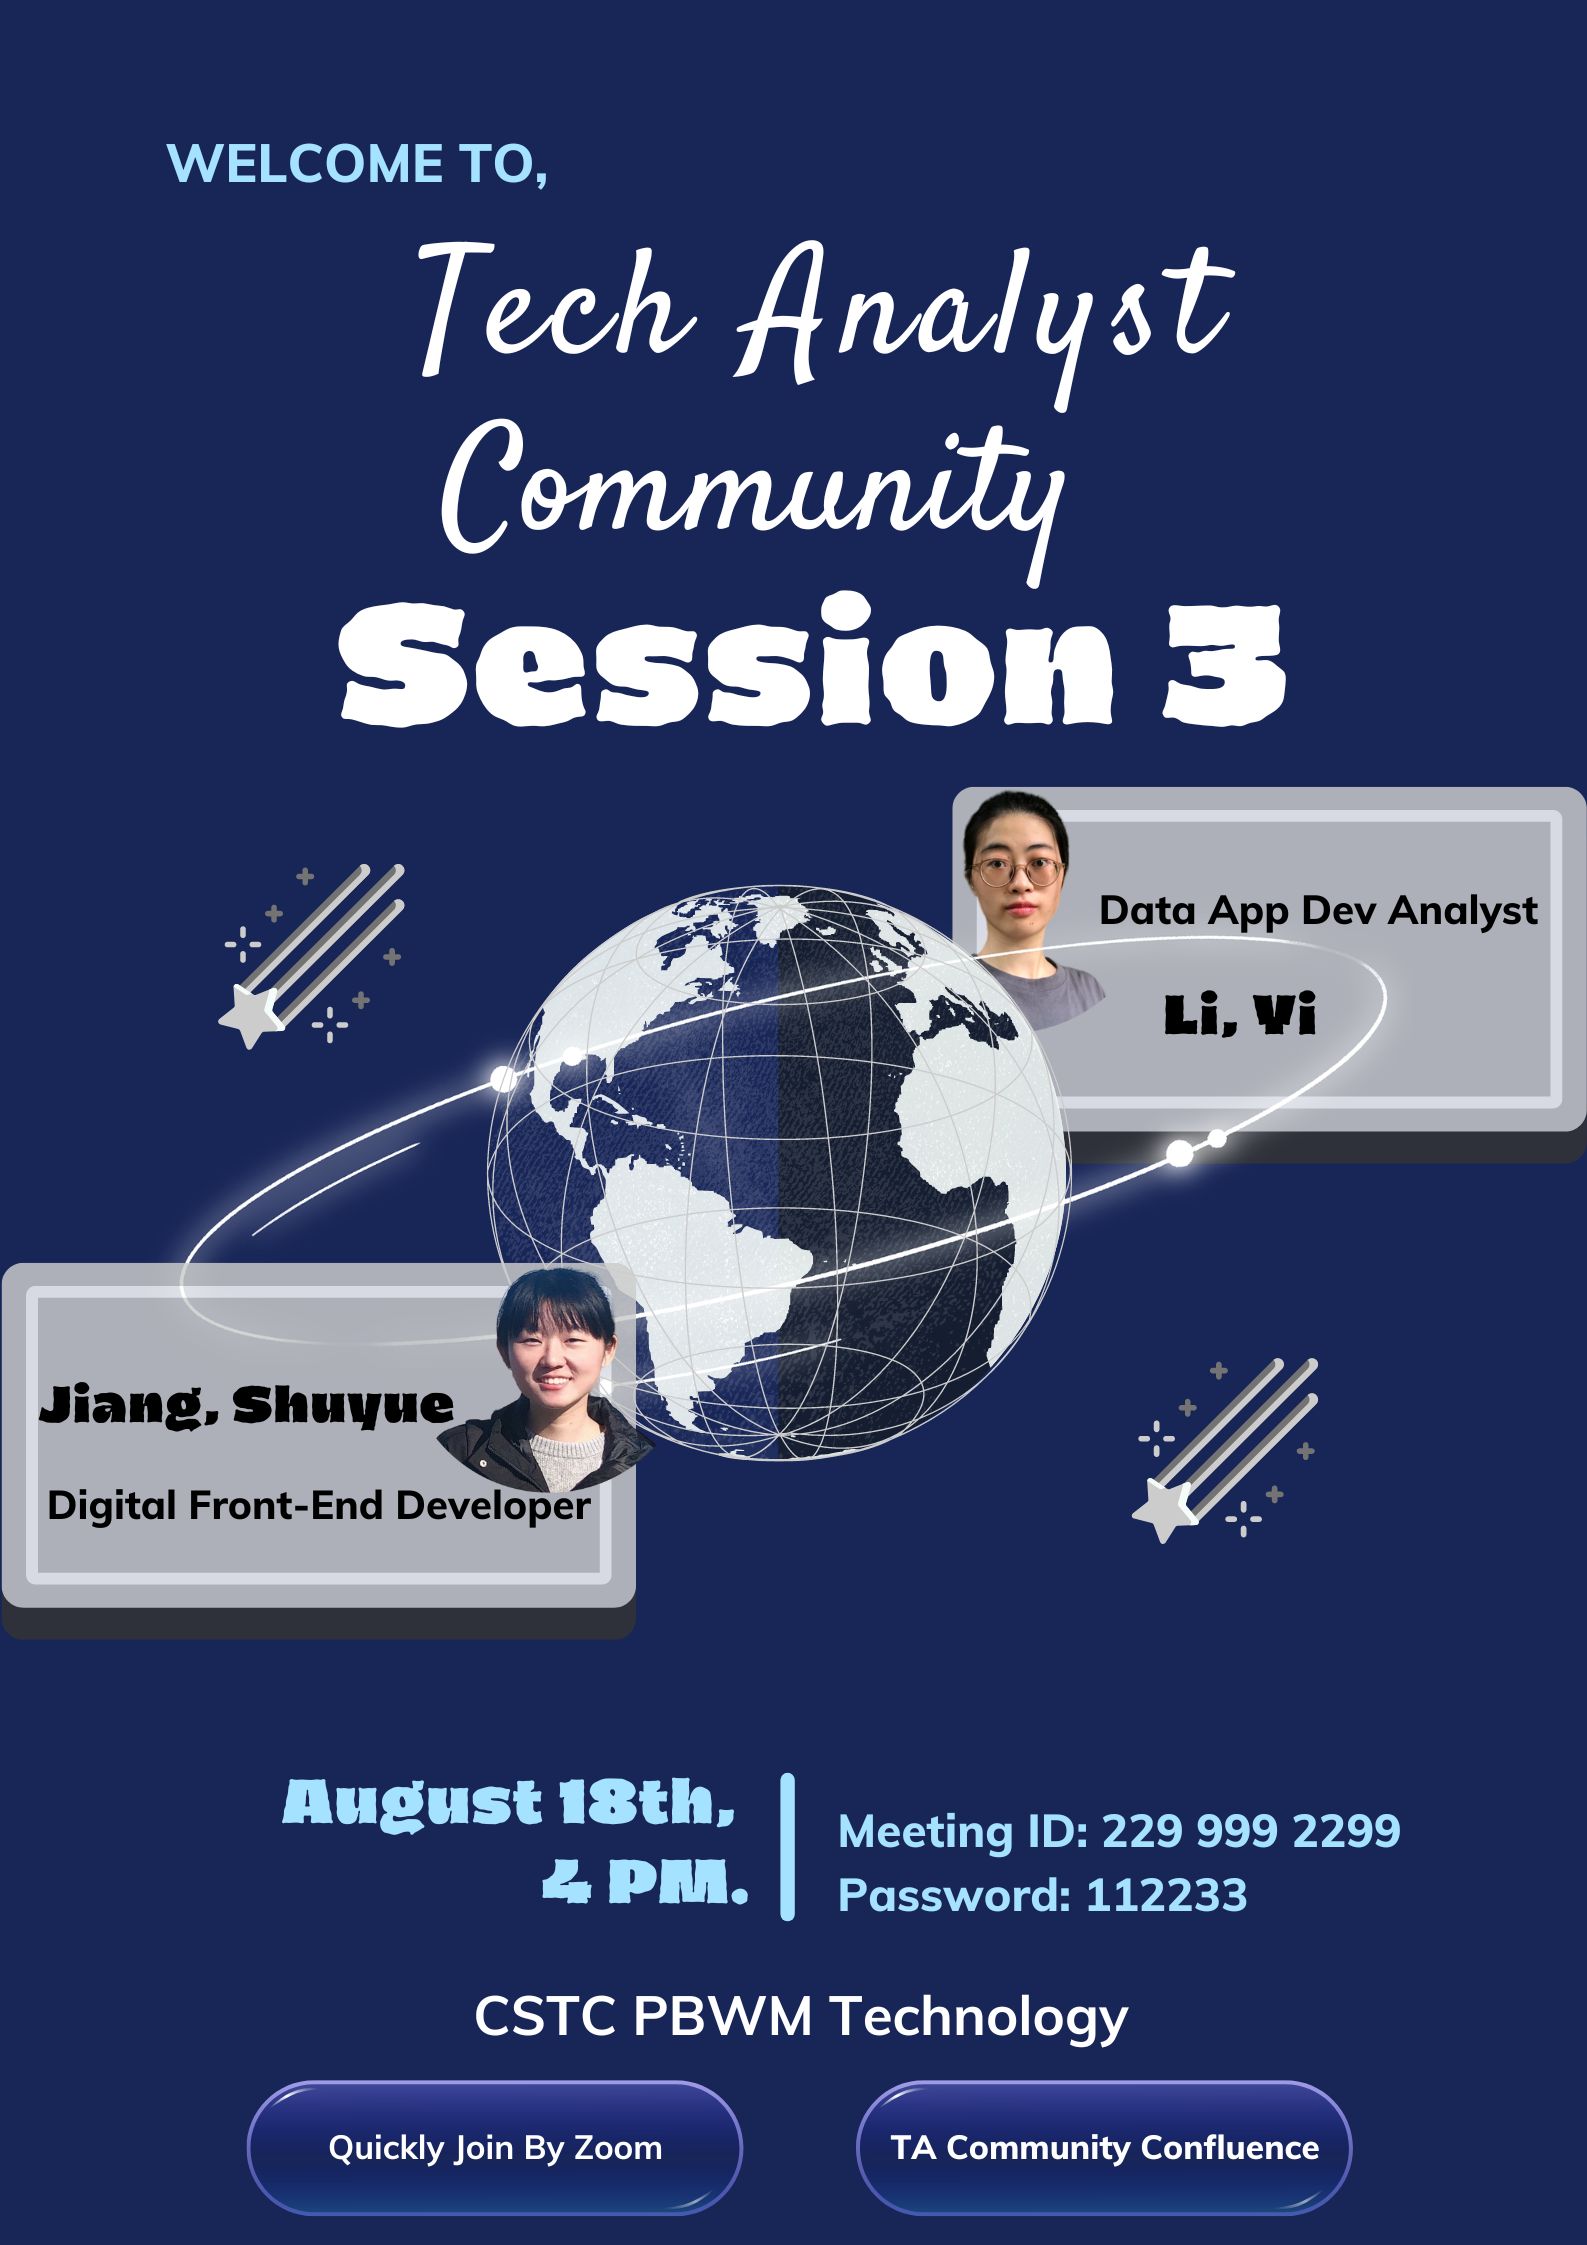 WELCOME TO,
Tech Analyst
Community
Session 3
Data App Dev Analyst
Li, Yi
Jiang, Shuyue
Digital Front-End Developer
August 18th,
4 PM.
Meeting ID: 229 999 2299
Password: 112233
CSTC PBWM Technology
Quickly Join By Zoom
TA Community Confluence